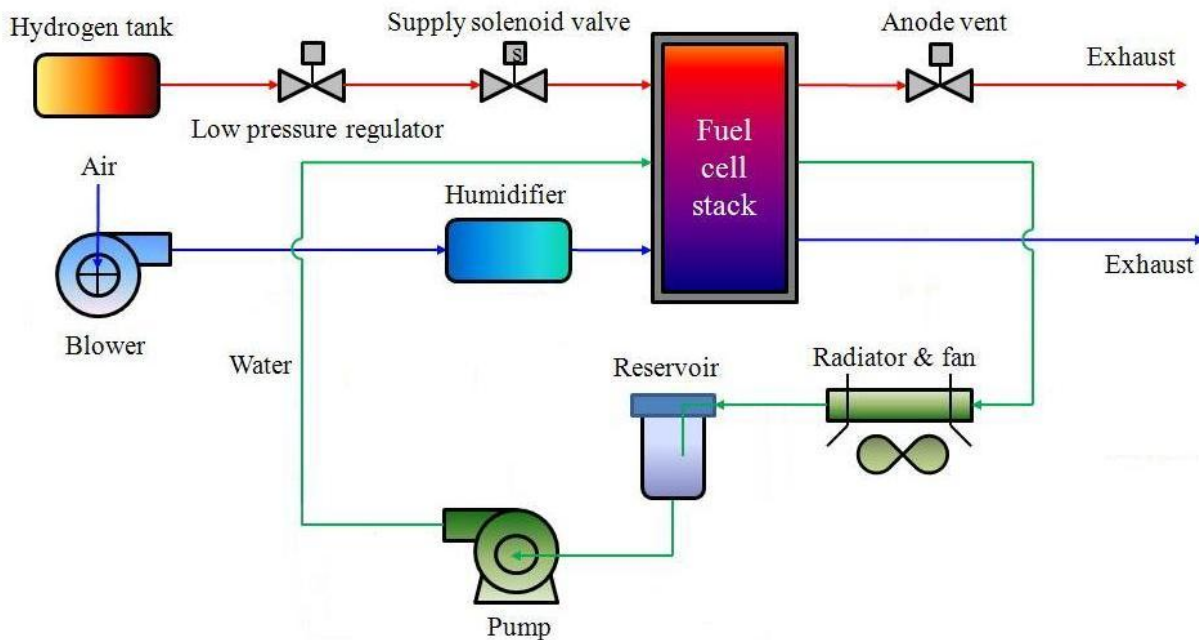 Hydrogen tank
Supply solenoid valve
Anode vent
Exhaust
S
Low pressure regulator
Fuel
cell
stack
Air
Humidifier
Exhaust
Blower
Water
Reservoir
Radiator & fan
Pump